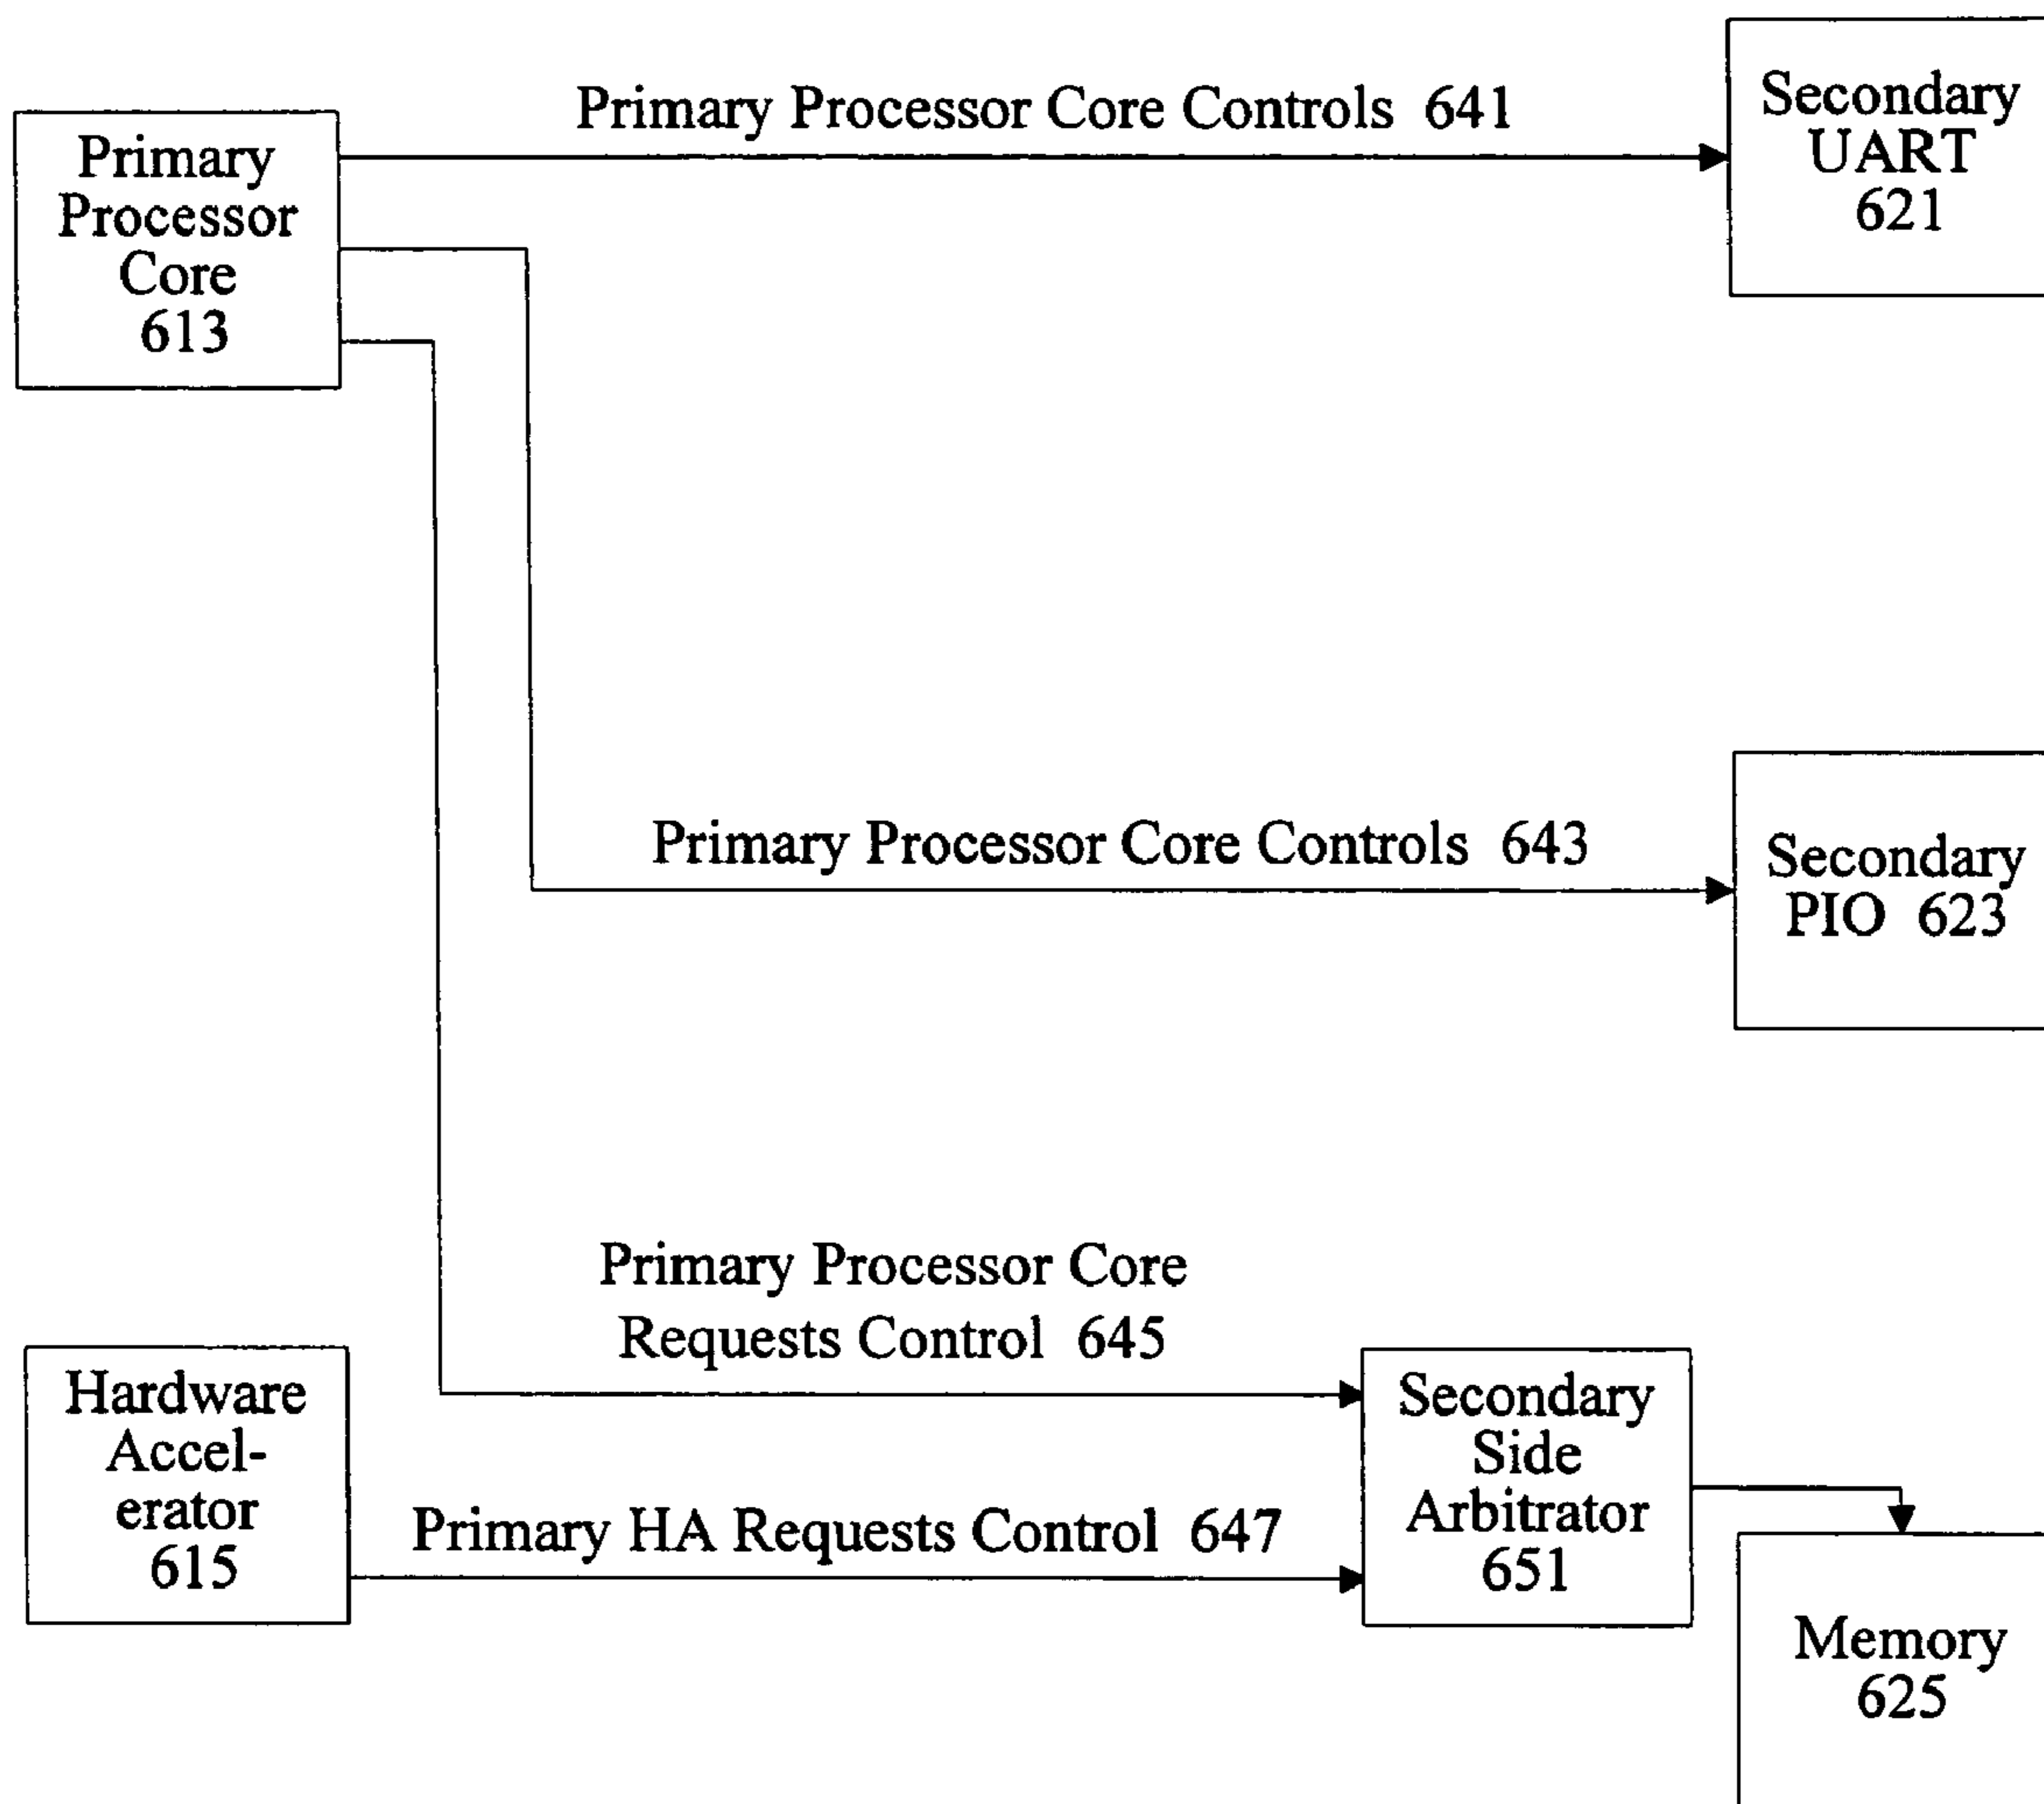 Primary Processor Core Controls 641
Secondary
UART
621
Primary
Processor
Core
613
Primary Processor Core Controls 643
Secondary
PIO 623
Primary Processor Core
Requests Control 645
Hardware
Accel-
erator
615
Primary HA Requests Control 647
Secondary
Side
Arbitrator
651
Memory
625